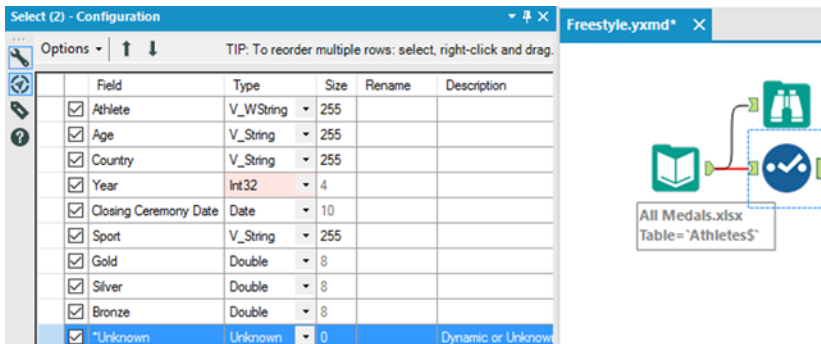 Select (2) - Configuration
Freestyle.yxmd*
Options
TIP: To reorder multiple rows: select, right-click and drag.
Field Type Size Rename Description
Athlete V_WString 255
Age V_String 255
Country V_String 255
Year Int32 4
Closing Ceremony Date Date 10
Sport V_String 255
Gold Double 8
Silver Double 8
Bronze Double 8
*Unknown Unknown 0 Dynamic or Unknown
All Medals.xlsx
Table=`Athletes$`